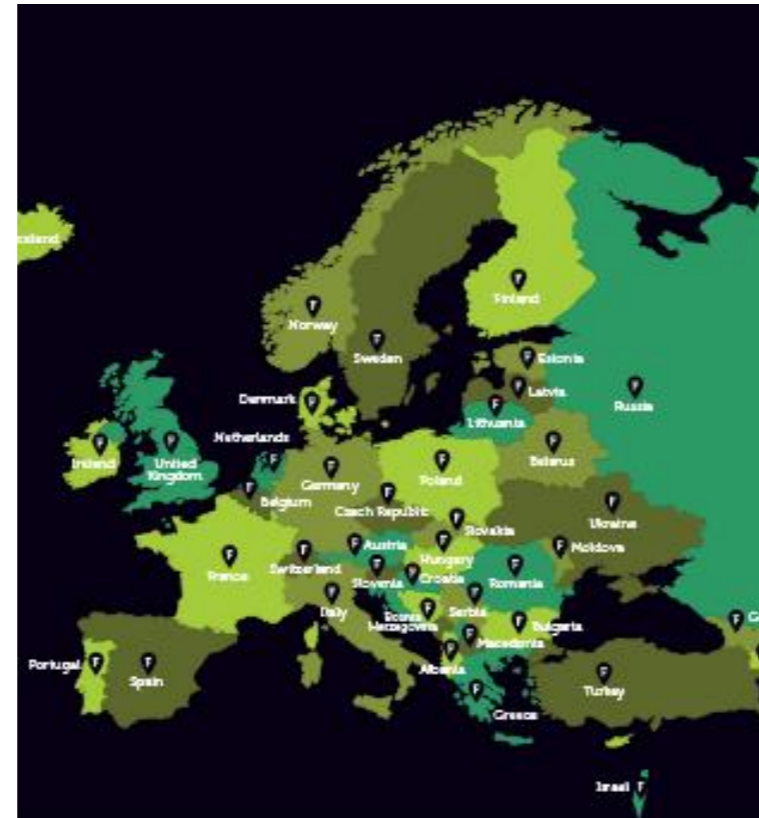 celand
Norway
Finland
Sweden
Estonia
Latvia
Russia
Denmark
Lithuania
Netherlands
Ireland
United
Kingdom
Belarus
Germany
Poland
Belgium
Czech Republic
Ukraine
Slovakia
Austria
Hungary
Moldova
France
Switzerland
Slovenia
Croatia
Romania
Italy
Serbia
Bosnia
Herzegovina
Bulgaria
Macedonia
Portugal
Spain
Albania
Turkey
Greece
Israel